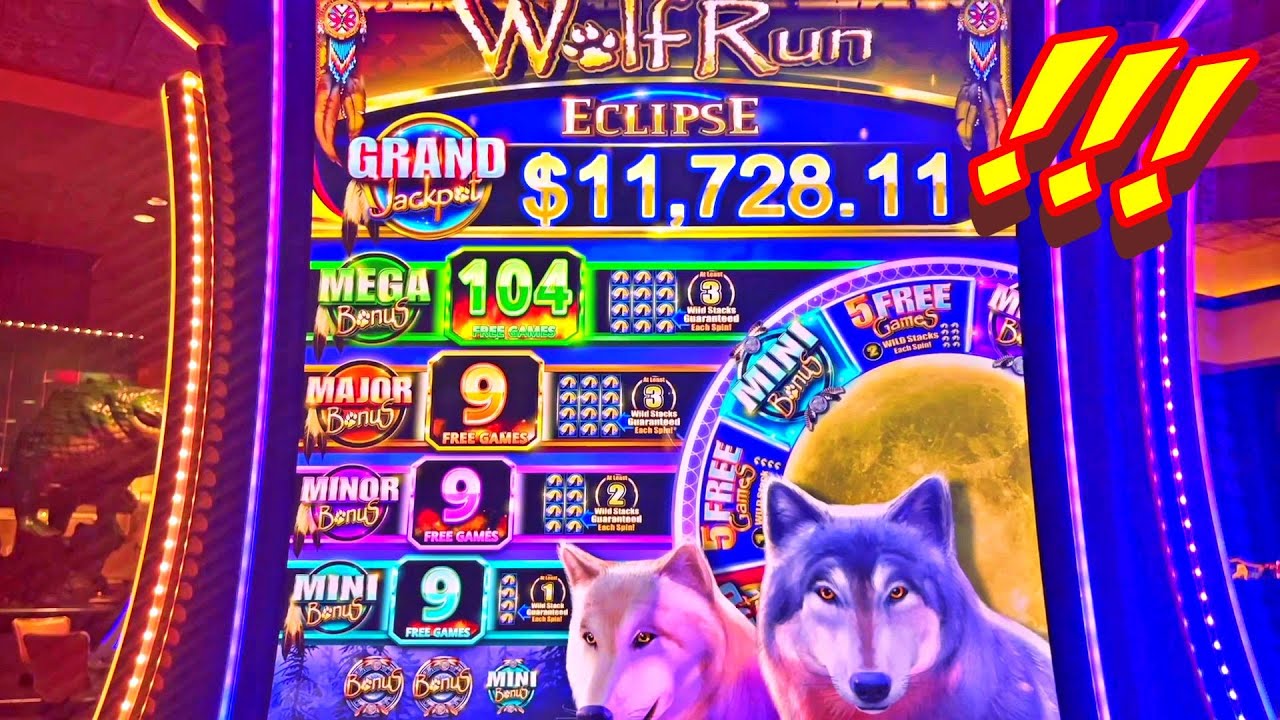 Wolf Run
ECLIPSE
GRAND
Jackpot
$11,728.11
!!!
MEGA
Bonus
104
FREE GAMES
At Least
3
Wild Stacks
Guaranteed
Each Spin!
MAJOR
Bonus
9
FREE GAMES
At Least
3
Wild Stacks
Guaranteed
Each Spin!
MINOR
Bonus
9
FREE GAMES
At Least
2
Wild Stacks
Guaranteed
Each Spin!
MINI
Bonus
9
FREE GAMES
At Least
1
Wild Stack
Guaranteed
Each Spin!
Bonus
Bonus
MINI
Bonus
5 FREE
Games
MINI
Bonus
5 FREE
Games
2 WILD Stacks
Each Spin!